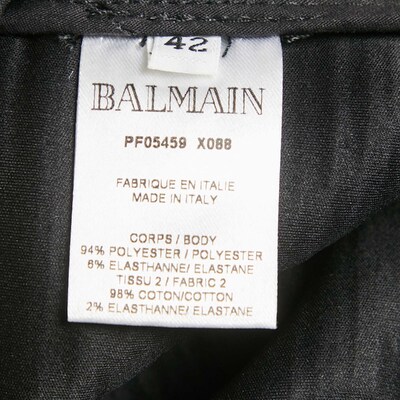 42
BALMAIN
PF05459 X088
FABRIQUE EN ITALIE
MADE IN ITALY
CORPS / BODY
94% POLYESTER / POLYESTER
6% ELASTHANNE/ ELASTANE
TISSU 2 / FABRIC 2
98% COTON/COTTON
2% ELASTHANNE/ ELASTANE